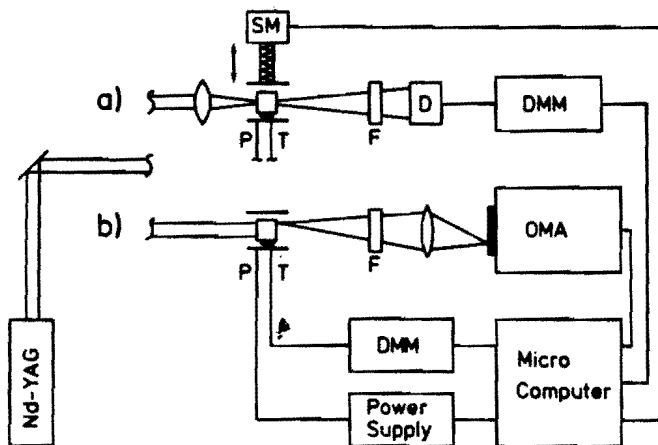 SM
a)
D
DMM
P T
F
b)
OMA
P T
F
DMM
Micro
Computer
Power
Supply
Nd-YAG